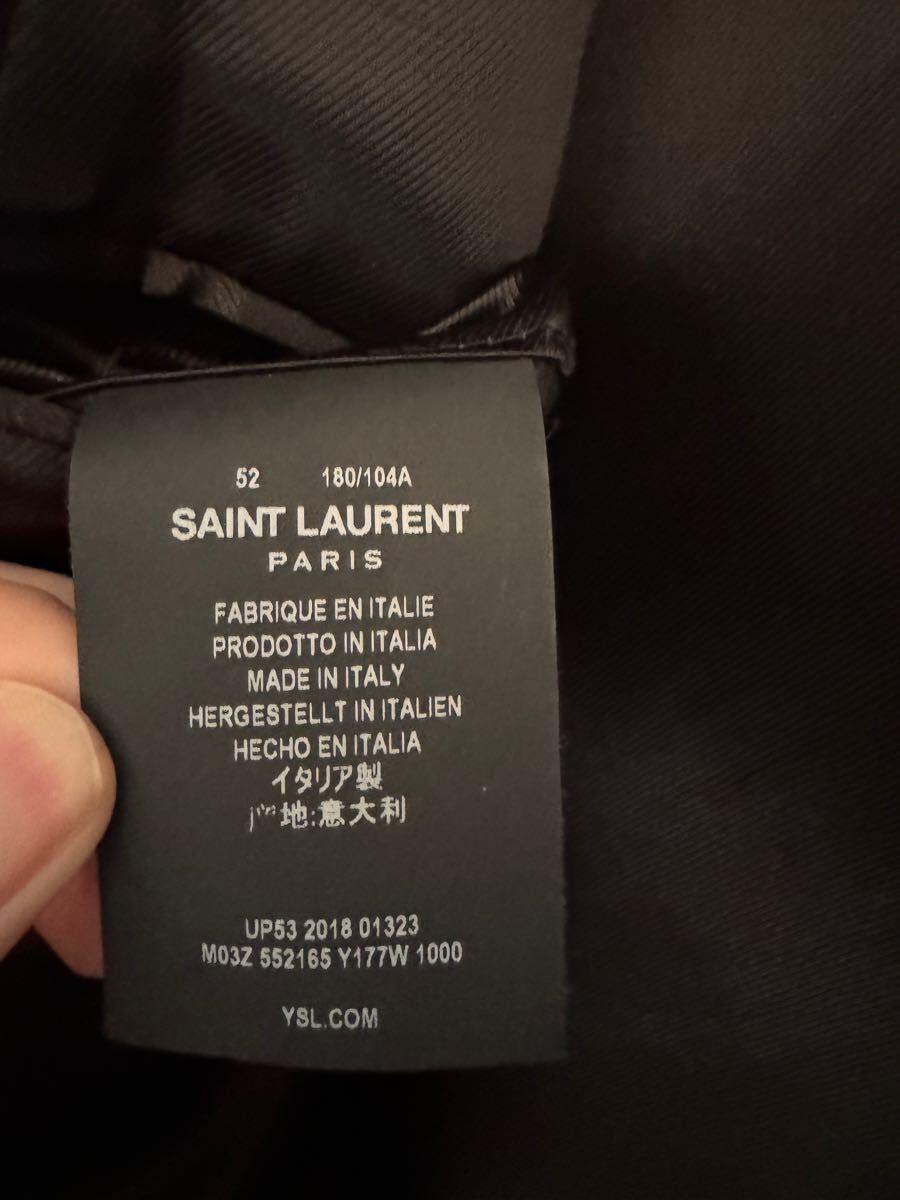 52 180/104A
SAINT LAURENT
PARIS
FABRIQUE EN ITALIE
PRODOTTO IN ITALIA
MADE IN ITALY
HERGESTELLT IN ITALIEN
HECHO EN ITALIA
イタリア製
地:意大利
UP53 2018 01323
M03Z 552165 Y177W 1000
YSL.COM